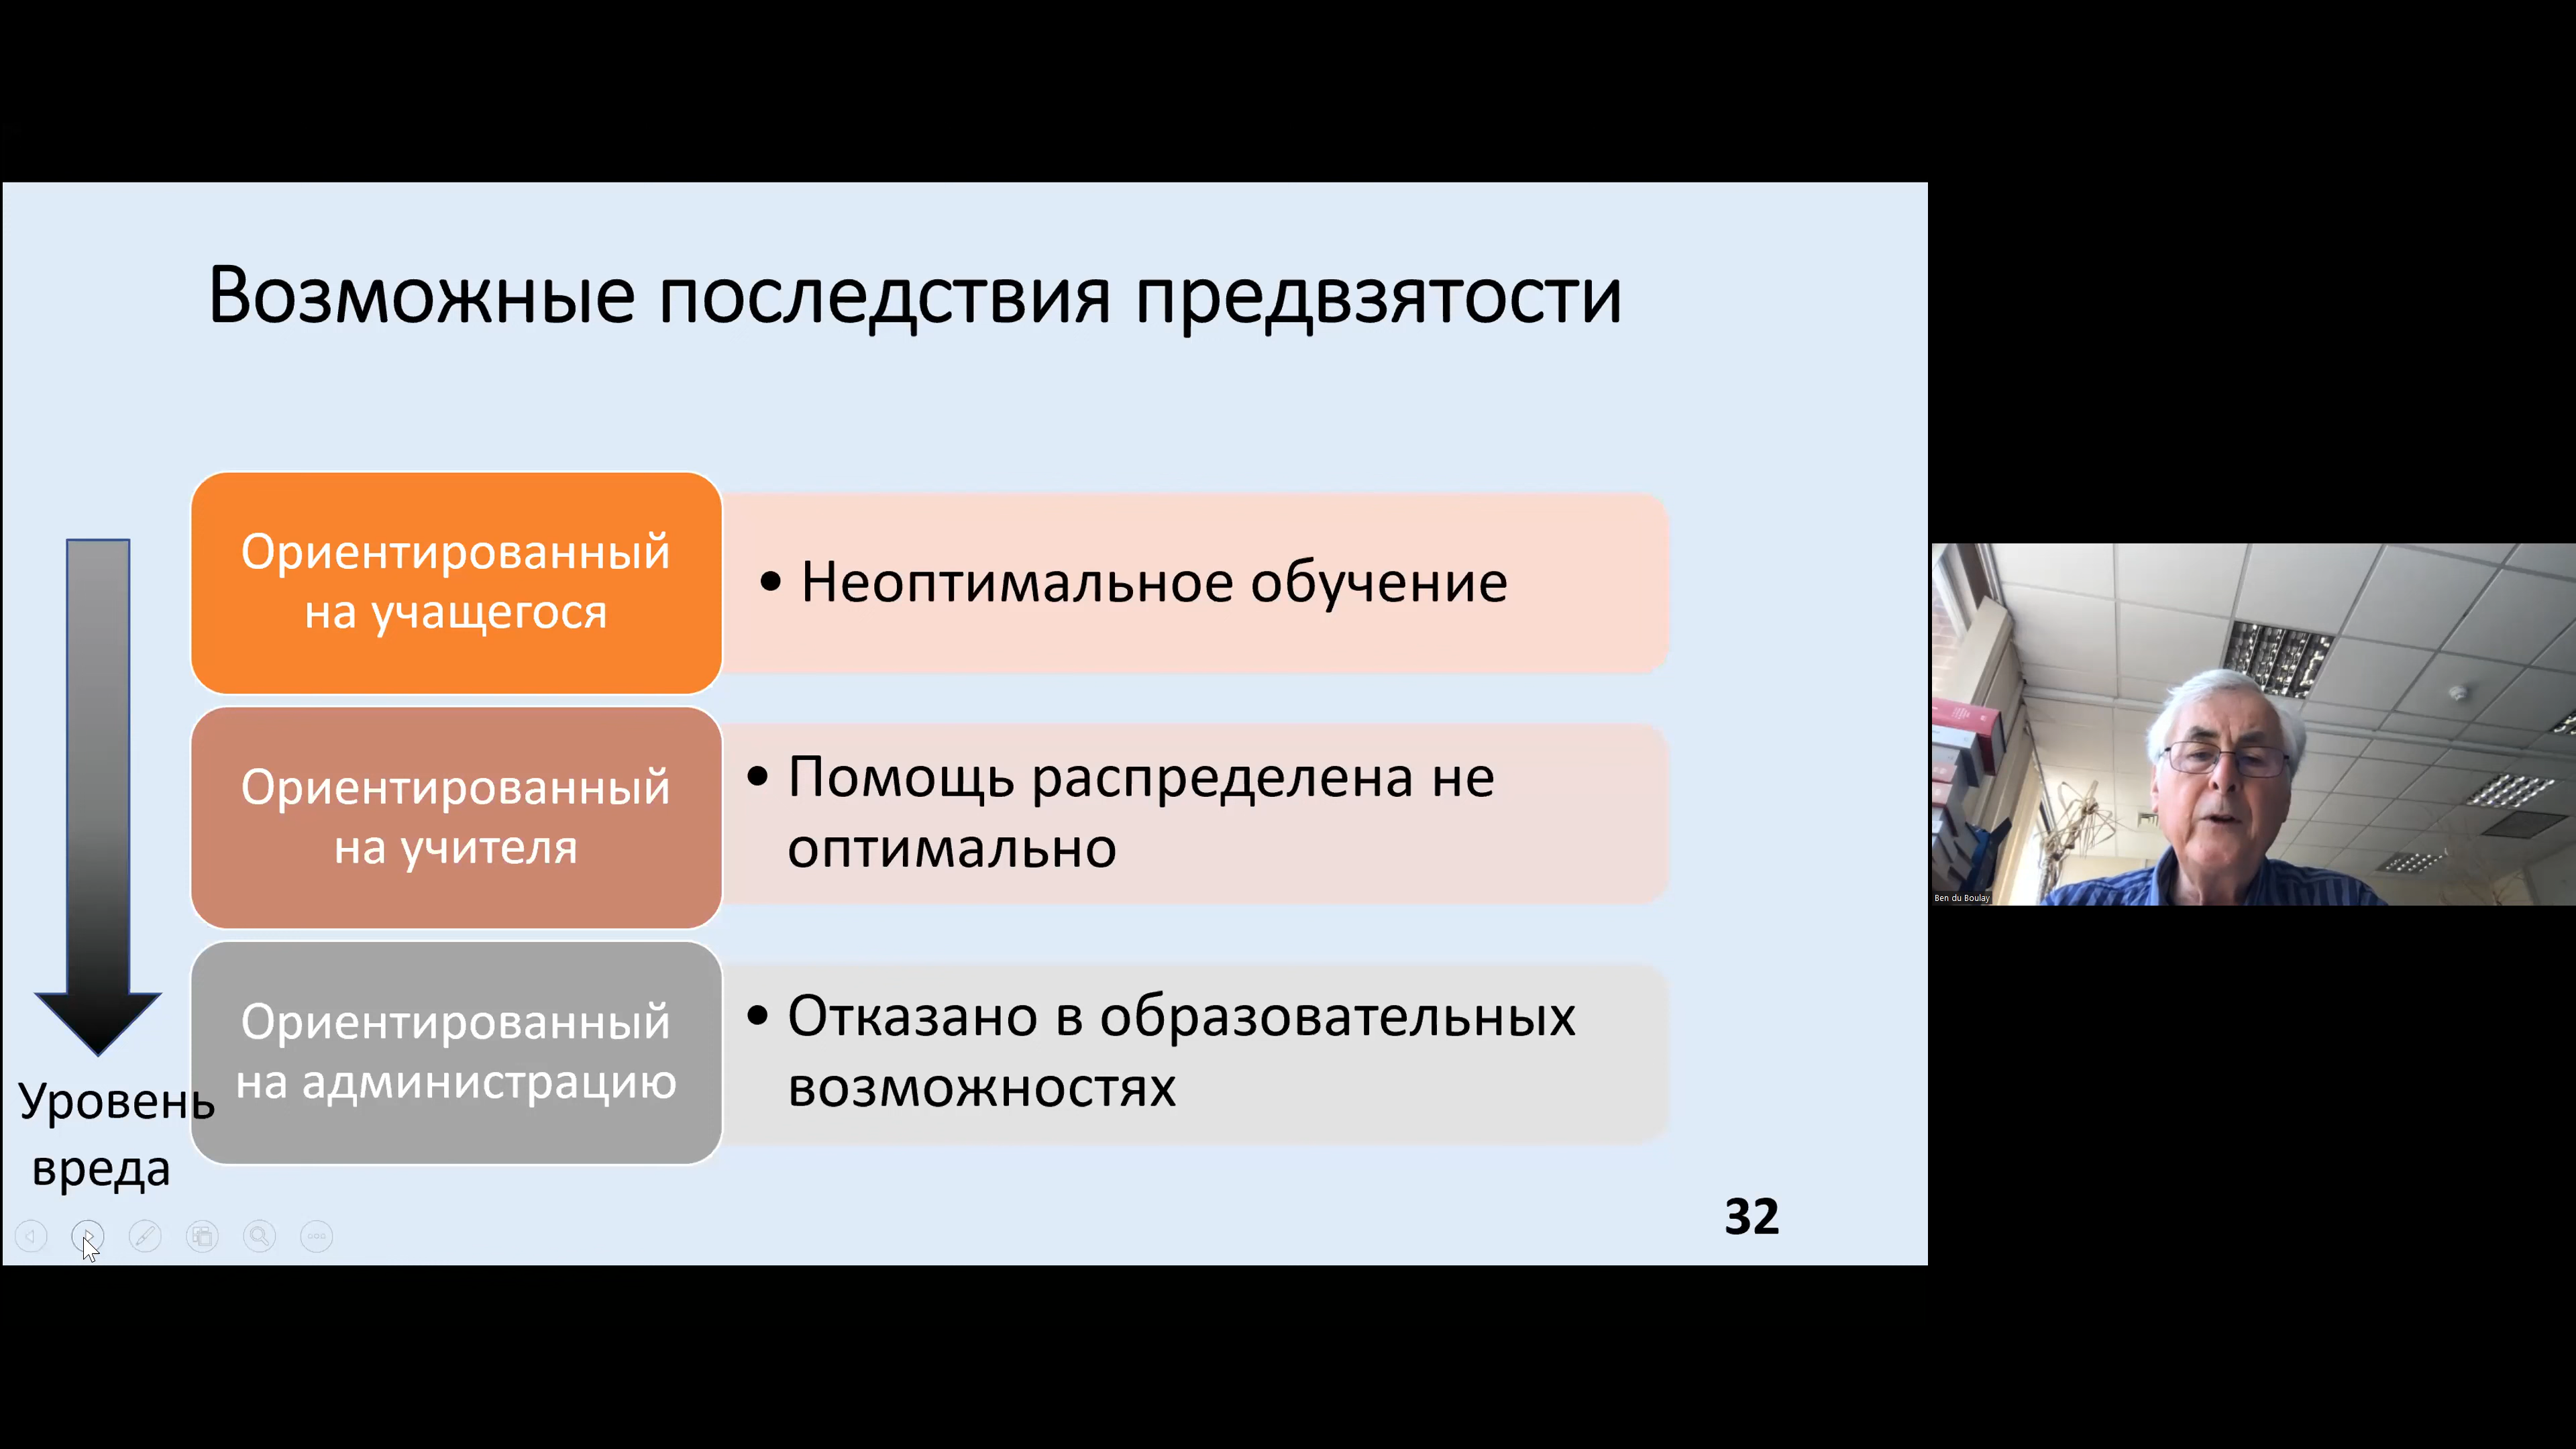 Возможные последствия предвзятости
Ориентированный
на учащегося
• Неоптимальное обучение
Ориентированный
на учителя
• Помощь распределена не
оптимально
Ориентированный
на администрацию
• Отказано в образовательных
возможностях
Уровень
вреда
32
Ben du Boulay